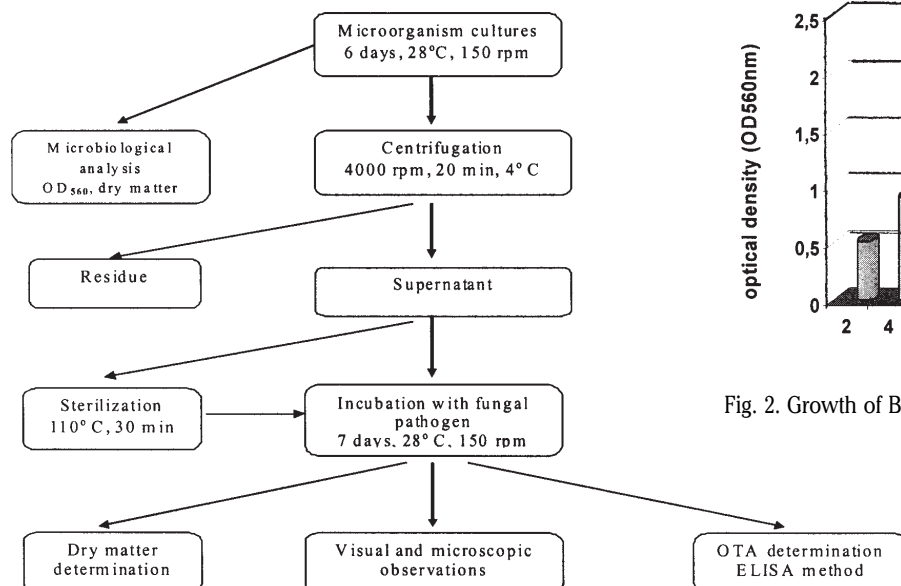 Microorganism cultures
6 days, 28°C, 150 rpm
Microbiological
analysis
OD₅₆₀, dry matter
Centrifugation
4000 rpm, 20 min, 4°C
Residue
Supernatant
Sterilization
110°C, 30 min
Incubation with fungal
pathogen
7 days, 28°C, 150 rpm
Dry matter
determination
Visual and microscopic
observations
OTA determination
ELISA method
optical density (OD560nm)
2,5
2
1,5
1
0,5
0
2 4
Fig. 2. Growth of B